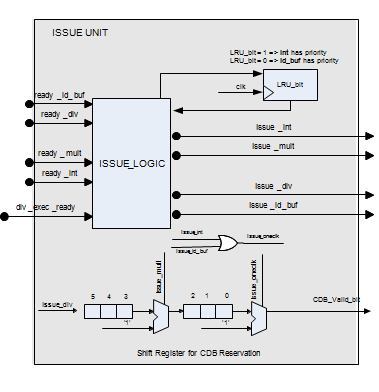 ISSUE UNIT
LRU_bit = 1 => Int has priority
LRU_bit = 0 => ld_buf has priority
LRU_bit
clk
ready _ld_buf
ready _div
ready _mult
ready _int
div _exec _ready
ISSUE_LOGIC
Issue _int
Issue _mult
Issue _div
Issue _ld_buf
Issue_int
Issue_ld_buf
Issue_oneclk
Issue_mult
Issue_oneclk
Issue_div
5 4 3
2 1 0
'1'
'1'
CDB_Valid_bit
Shift Register for CDB Reservation